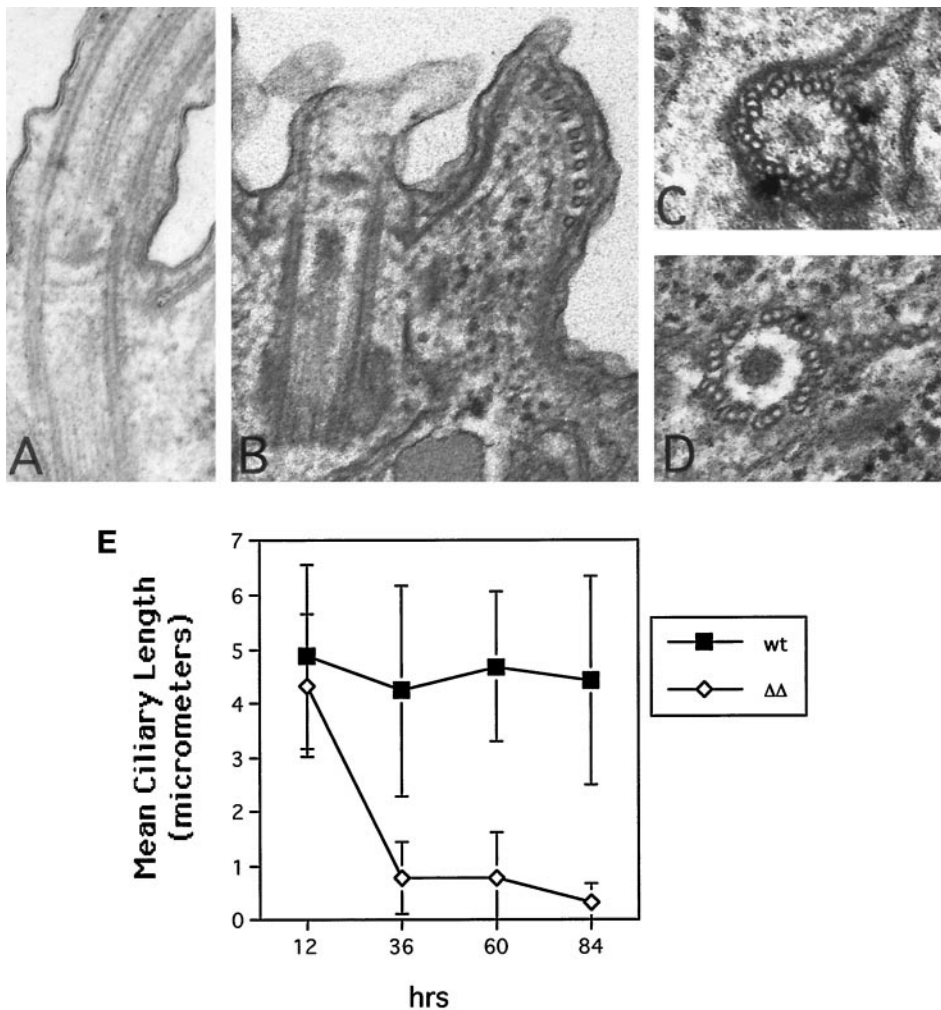 A
B
C
D
E
Mean Ciliary Length
(micrometers)
7
6
5
4
3
2
1
0
12 36 60 84
hrs
wt
ΔΔ